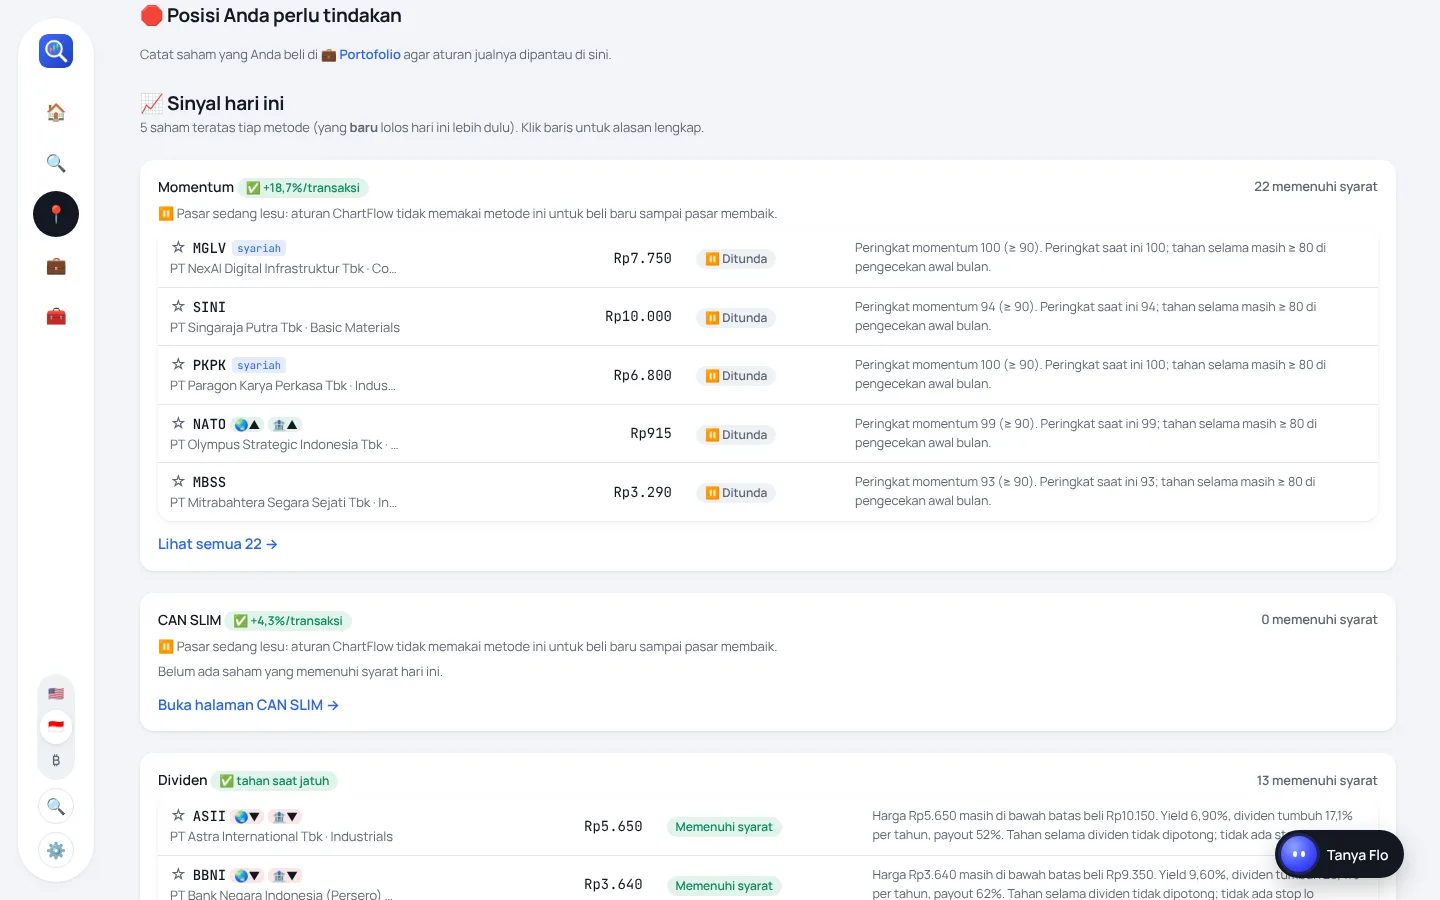 Posisi Anda perlu tindakan
Catat saham yang Anda beli di 💼 Portofolio agar aturan jualnya dipantau di sini.
Sinyal hari ini
5 saham teratas tiap metode (yang baru lolos hari ini lebih dulu). Klik baris untuk alasan lengkap.
Momentum ✅ +18,7%/transaksi
22 memenuhi syarat
⏸ Pasar sedang lesu: aturan ChartFlow tidak memakai metode ini untuk beli baru sampai pasar membaik.
☆ MGLV syariah
PT NexAI Digital Infrastruktur Tbk · Co...
Rp7.750
⏸ Ditunda
Peringkat momentum 100 (≥ 90). Peringkat saat ini 100; tahan selama masih ≥ 80 di
pengecekan awal bulan.
☆ SINI
PT Singaraja Putra Tbk · Basic Materials
Rp10.000
⏸ Ditunda
Peringkat momentum 94 (≥ 90). Peringkat saat ini 94; tahan selama masih ≥ 80 di
pengecekan awal bulan.
☆ PKPK syariah
PT Paragon Karya Perkasa Tbk · Indus...
Rp6.800
⏸ Ditunda
Peringkat momentum 100 (≥ 90). Peringkat saat ini 100; tahan selama masih ≥ 80 di
pengecekan awal bulan.
☆ NATO 🌏▲ 🏦▲
PT Olympus Strategic Indonesia Tbk · ...
Rp915
⏸ Ditunda
Peringkat momentum 99 (≥ 90). Peringkat saat ini 99; tahan selama masih ≥ 80 di
pengecekan awal bulan.
☆ MBSS
PT Mitrabahtera Segara Sejati Tbk · In...
Rp3.290
⏸ Ditunda
Peringkat momentum 93 (≥ 90). Peringkat saat ini 93; tahan selama masih ≥ 80 di
pengecekan awal bulan.
Lihat semua 22 →
CAN SLIM ✅ +4,3%/transaksi
0 memenuhi syarat
⏸ Pasar sedang lesu: aturan ChartFlow tidak memakai metode ini untuk beli baru sampai pasar membaik.
Belum ada saham yang memenuhi syarat hari ini.
Buka halaman CAN SLIM →
Dividen ✅ tahan saat jatuh
13 memenuhi syarat
☆ ASII 🌏▼ 🏦▼
PT Astra International Tbk · Industrials
Rp5.650
Memenuhi syarat
Harga Rp5.650 masih di bawah batas beli Rp10.150. Yield 6,90%, dividen tumbuh 17,1%
per tahun, payout 52%. Tahan selama dividen tidak dipotong; tidak ada
☆ BBNI 🌏▼ 🏦▼
PT Bank Negara Indonesia (Persero) ...
Rp3.640
Memenuhi syarat
Harga Rp3.640 masih di bawah batas beli Rp9.350. Yield 9,60%, dividen
per tahun, payout 62%. Tahan selama dividen tidak dipotong; tidak ada stop lo
₿
Tanya Flo